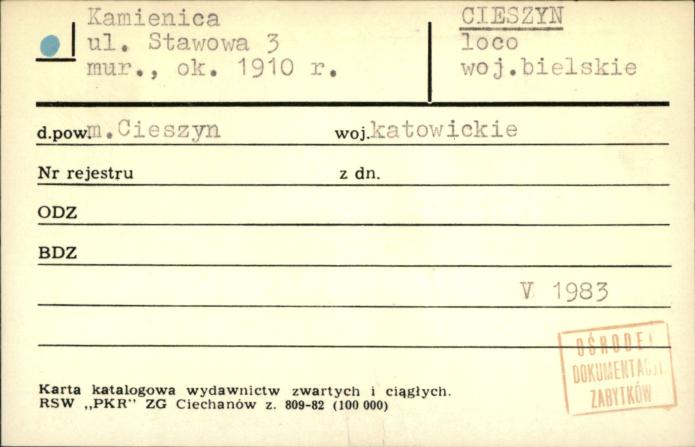 Kamienica
ul. Stawowa 3
mur., ok. 1910 r.
CIESZYN
loco
woj.bielskie
d.pow. m.Cieszyn woj. katowickie
Nr rejestru z dn.
ODZ
BDZ
V 1983
OŚRODE
DOKUMENTACJI
ZABYTKÓW
Karta katalogowa wydawnictw zwartych i ciągłych.
RSW „PKR" ZG Ciechanów z. 809-82 (100 000)